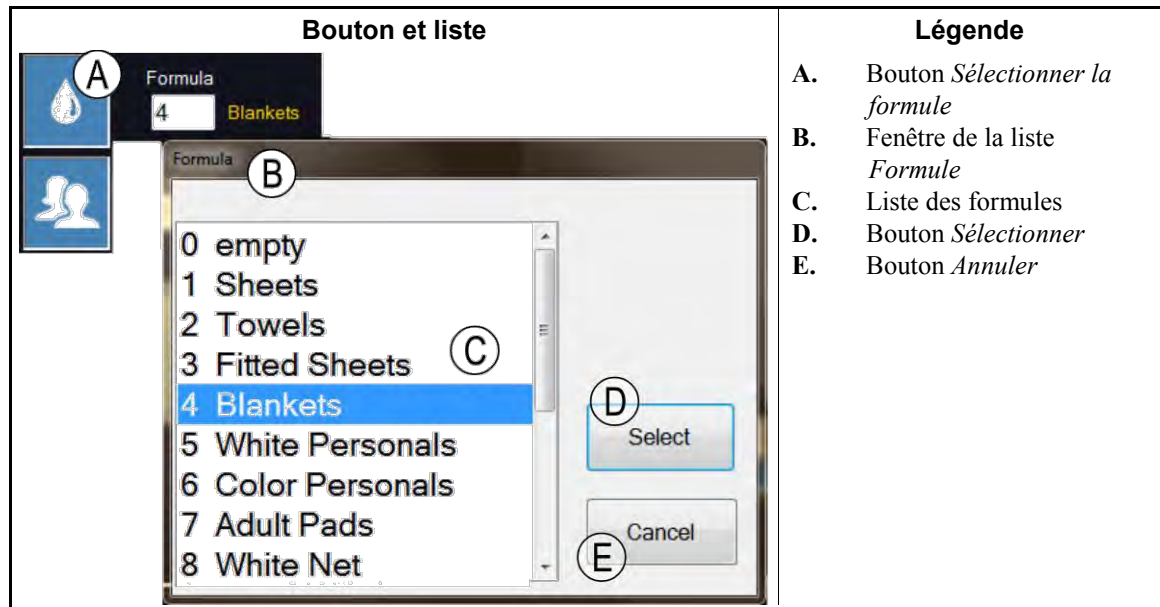 Bouton et liste
A
Formula
4 Blankets
Formula
B
0 empty
1 Sheets
2 Towels
3 Fitted Sheets
C
4 Blankets
5 White Personals
6 Color Personals
7 Adult Pads
8 White Net
D
Select
Cancel
E
Légende
A. Bouton Sélectionner la
formule
B. Fenêtre de la liste
Formule
C. Liste des formules
D. Bouton Sélectionner
E. Bouton Annuler